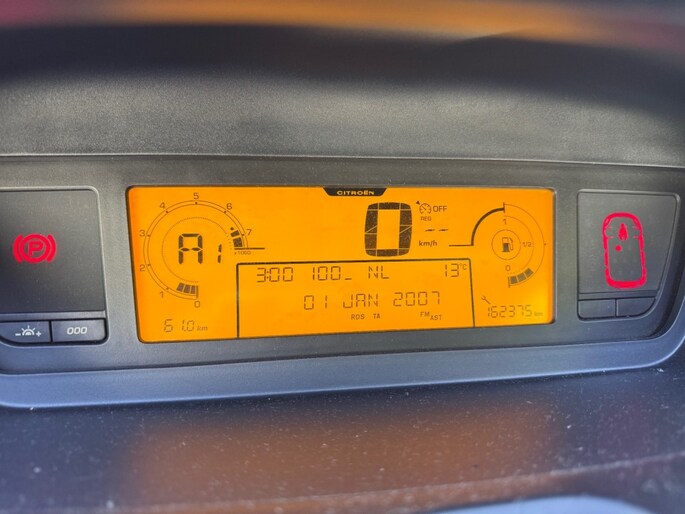 CITROËN
5
4 6
3 7
2 x1000
1
0
A1
OFF
REG
0
km/h
1
1/2
0
3:00 100_ NL 13°C
01 JAN 2007
RDS TA FM AST
61.0 km
162375 km
P
- +
000